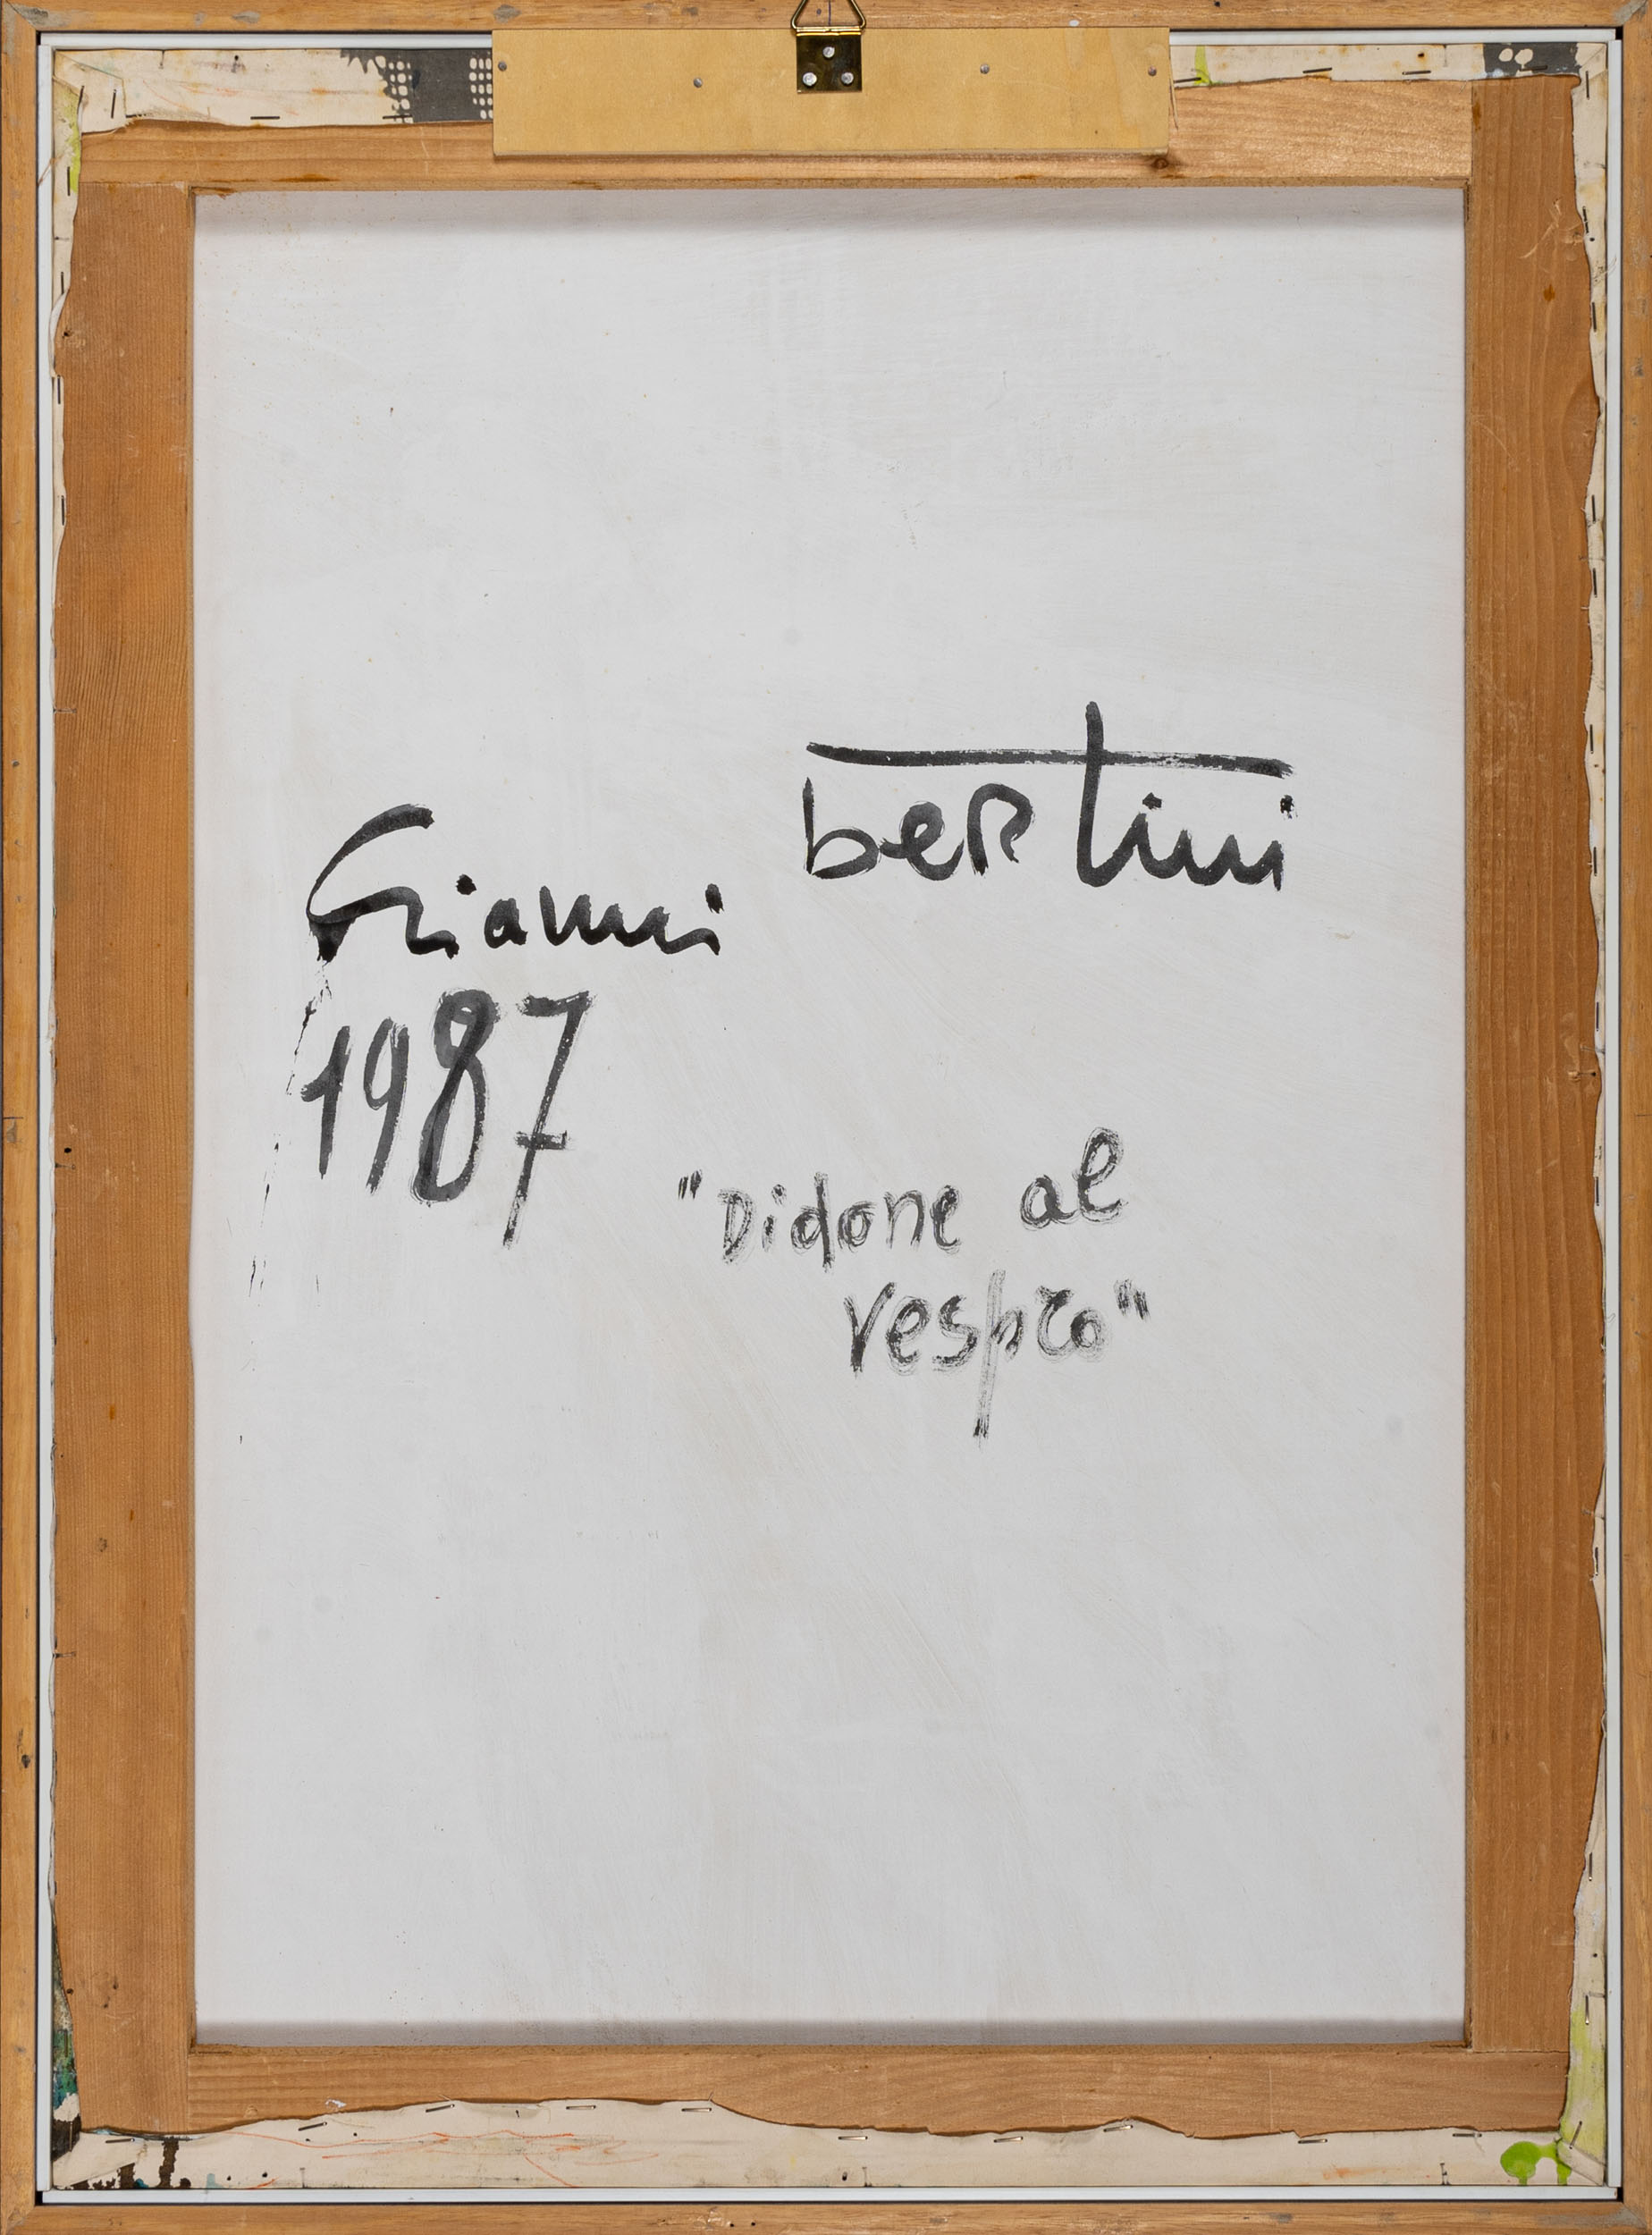 Gianni bertini
1987
"Didone al
vespro"